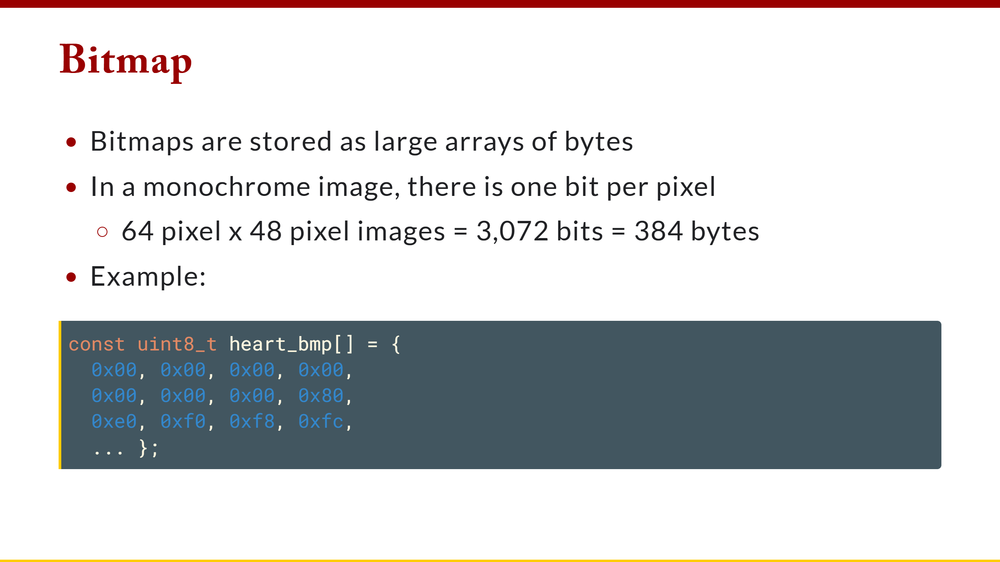 Bitmap
• Bitmaps are stored as large arrays of bytes
• In a monochrome image, there is one bit per pixel
○ 64 pixel x 48 pixel images = 3,072 bits = 384 bytes
• Example:
const uint8_t heart_bmp[] = {
  0x00, 0x00, 0x00, 0x00,
  0x00, 0x00, 0x00, 0x80,
  0xe0, 0xf0, 0xf8, 0xfc,
  ... };